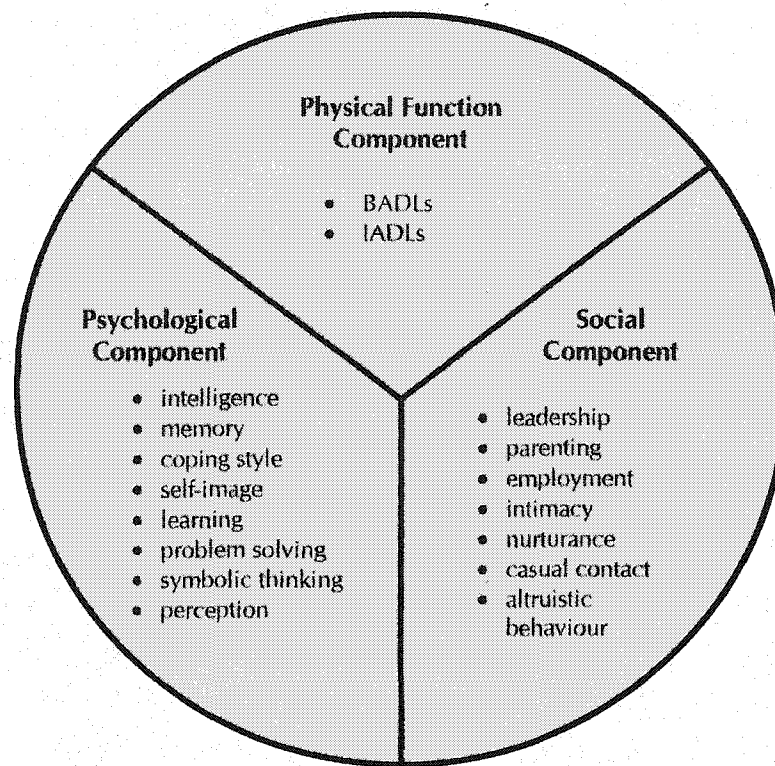 Physical Function
Component
• BADLs
• IADLs
Psychological
Component
• intelligence
• memory
• coping style
• self-image
• learning
• problem solving
• symbolic thinking
• perception
Social
Component
• leadership
• parenting
• employment
• intimacy
• nurturance
• casual contact
• altruistic
behaviour